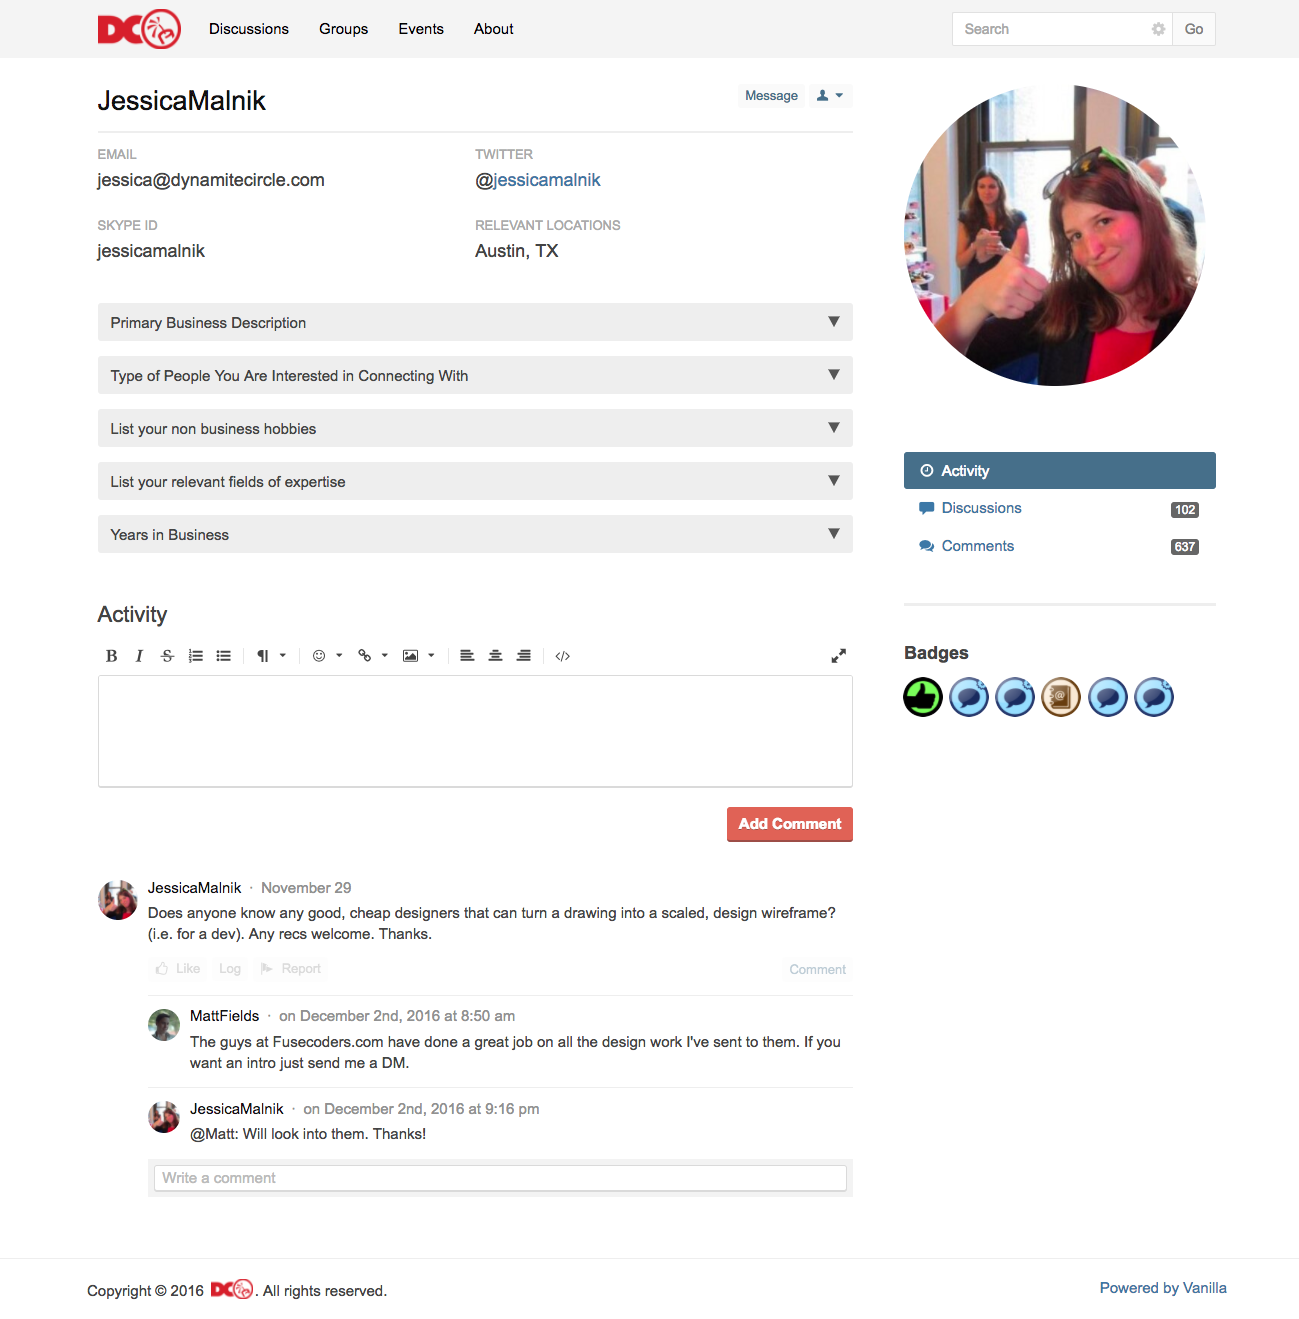 DC
Discussions
Groups
Events
About
Search
Go
JessicaMalnik
Message
EMAIL
jessica@dynamitecircle.com
TWITTER
@jessicamalnik
SKYPE ID
jessicamalnik
RELEVANT LOCATIONS
Austin, TX
Primary Business Description
Type of People You Are Interested in Connecting With
List your non business hobbies
List your relevant fields of expertise
Years in Business
Activity
Discussions
102
Comments
637
Badges
Activity
B I S
Add Comment
JessicaMalnik · November 29
Does anyone know any good, cheap designers that can turn a drawing into a scaled, design wireframe?
(i.e. for a dev). Any recs welcome. Thanks.
Like
Log
Report
Comment
MattFields · on December 2nd, 2016 at 8:50 am
The guys at Fusecoders.com have done a great job on all the design work I've sent to them. If you
want an intro just send me a DM.
JessicaMalnik · on December 2nd, 2016 at 9:16 pm
@Matt: Will look into them. Thanks!
Write a comment
Copyright © 2016 DC. All rights reserved.
Powered by Vanilla